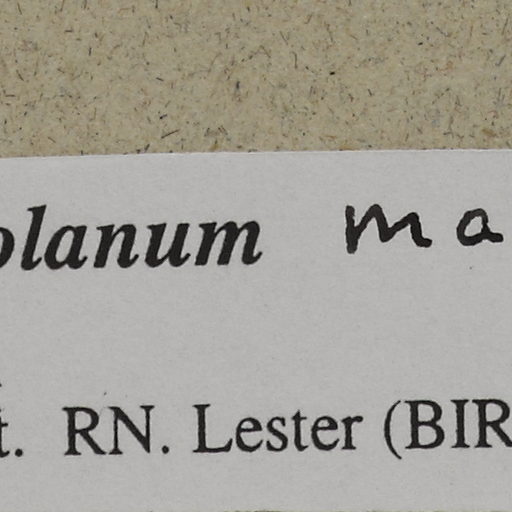 olanum ma
t. RN. Lester (BIR